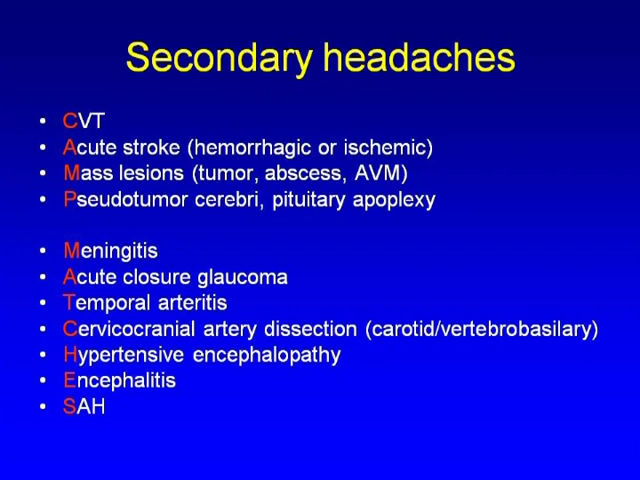 Secondary headaches
• CVT
• Acute stroke (hemorrhagic or ischemic)
• Mass lesions (tumor, abscess, AVM)
• Pseudotumor cerebri, pituitary apoplexy
• Meningitis
• Acute closure glaucoma
• Temporal arteritis
• Cervicocranial artery dissection (carotid/vertebrobasilary)
• Hypertensive encephalopathy
• Encephalitis
• SAH